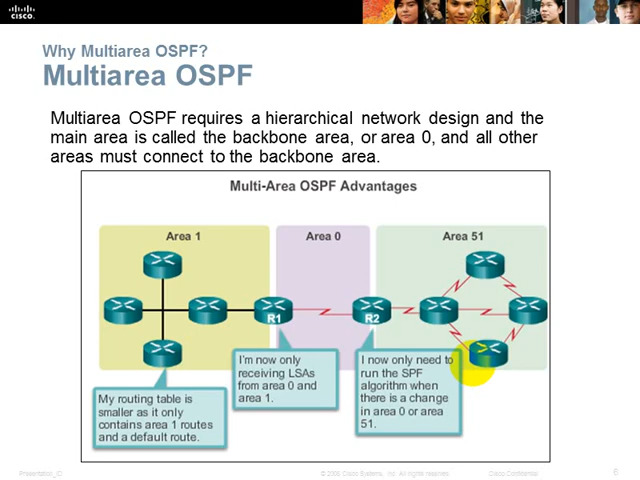 CISCO.
Why Multiarea OSPF?
Multiarea OSPF
Multiarea OSPF requires a hierarchical network design and the
main area is called the backbone area, or area 0, and all other
areas must connect to the backbone area.
Multi-Area OSPF Advantages
Area 1
Area 0
Area 51
R1
R2
I'm now only
receiving LSAs
from area 0 and
area 1.
I now only need to
run the SPF
algorithm when
there is a change
in area 0 or area
51.
My routing table is
smaller as it only
contains area 1 routes
and a default route.
Presentation_ID
© 2008 Cisco Systems, Inc. All rights reserved.
Cisco Confidential
6